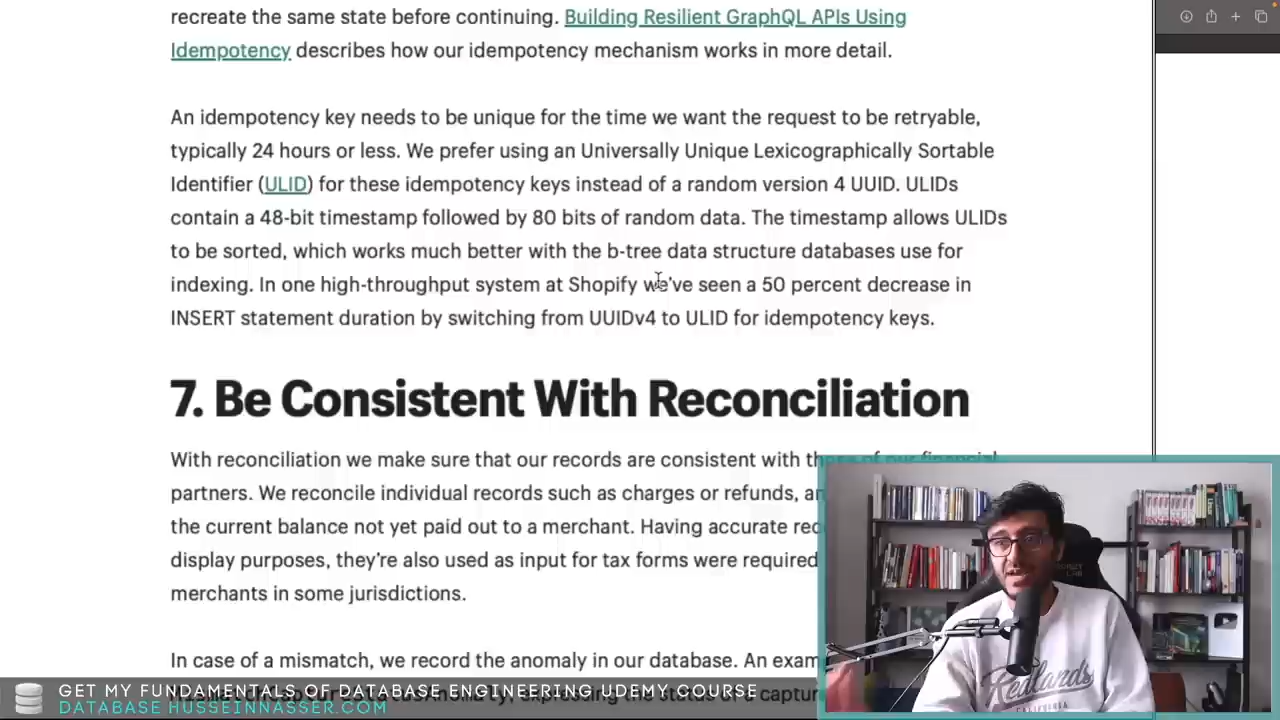 recreate the same state before continuing. Building Resilient GraphQL APIs Using
Idempotency describes how our idempotency mechanism works in more detail.
An idempotency key needs to be unique for the time we want the request to be retryable,
typically 24 hours or less. We prefer using an Universally Unique Lexicographically Sortable
Identifier (ULID) for these idempotency keys instead of a random version 4 UUID. ULIDs
contain a 48-bit timestamp followed by 80 bits of random data. The timestamp allows ULIDs
to be sorted, which works much better with the b-tree data structure databases use for
indexing. In one high-throughput system at Shopify we've seen a 50 percent decrease in
INSERT statement duration by switching from UUIDv4 to ULID for idempotency keys.
7. Be Consistent With Reconciliation
With reconciliation we make sure that our records are consistent with those of our financial
partners. We reconcile individual records such as charges or refunds, an
the current balance not yet paid out to a merchant. Having accurate rec
display purposes, they're also used as input for tax forms were required
merchants in some jurisdictions.
In case of a mismatch, we record the anomaly in our database. An exam
GET MY FUNDAMENTALS OF DATABASE ENGINEERING UDEMY COURSE
DATABASE.HUSSEINNASSER.COM
Redlands